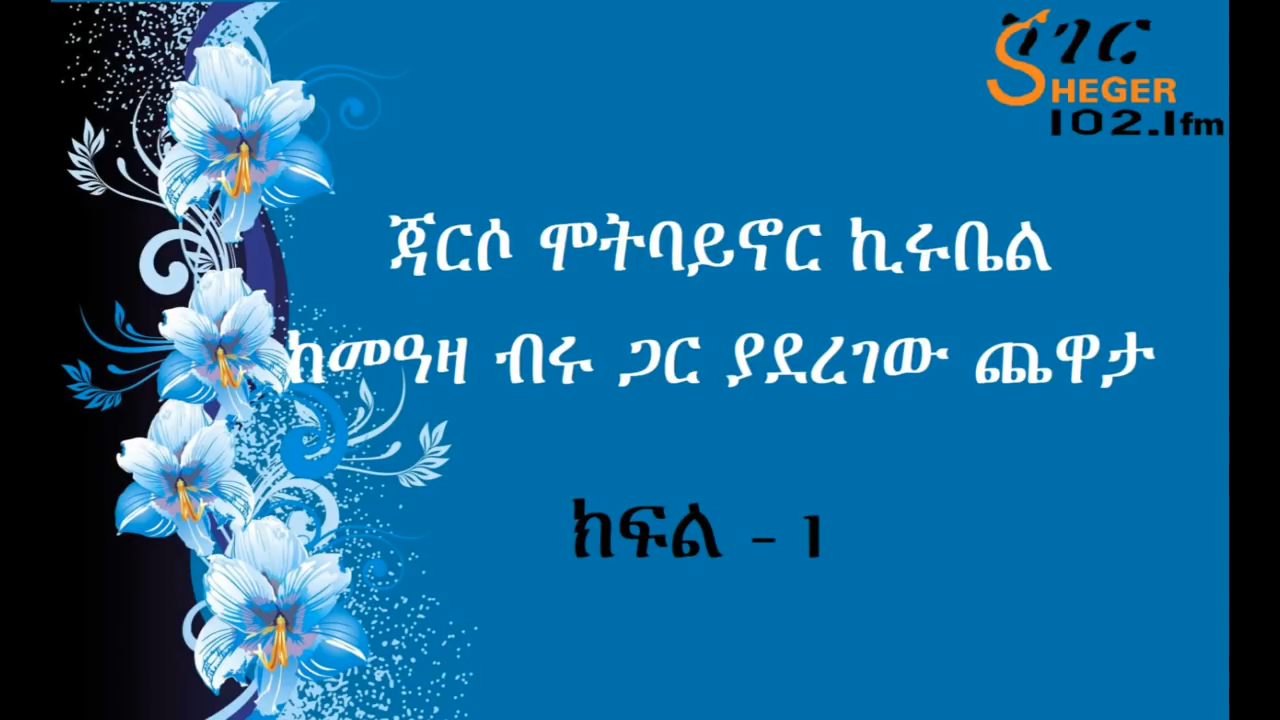 ሸገር
SHEGER
102.1fm
ጃርሶ ሞትባይኖር ኪሩቤል
ከመዓዛ ብሩ ጋር ያደረገው ጨዋታ
ክፍል - 1